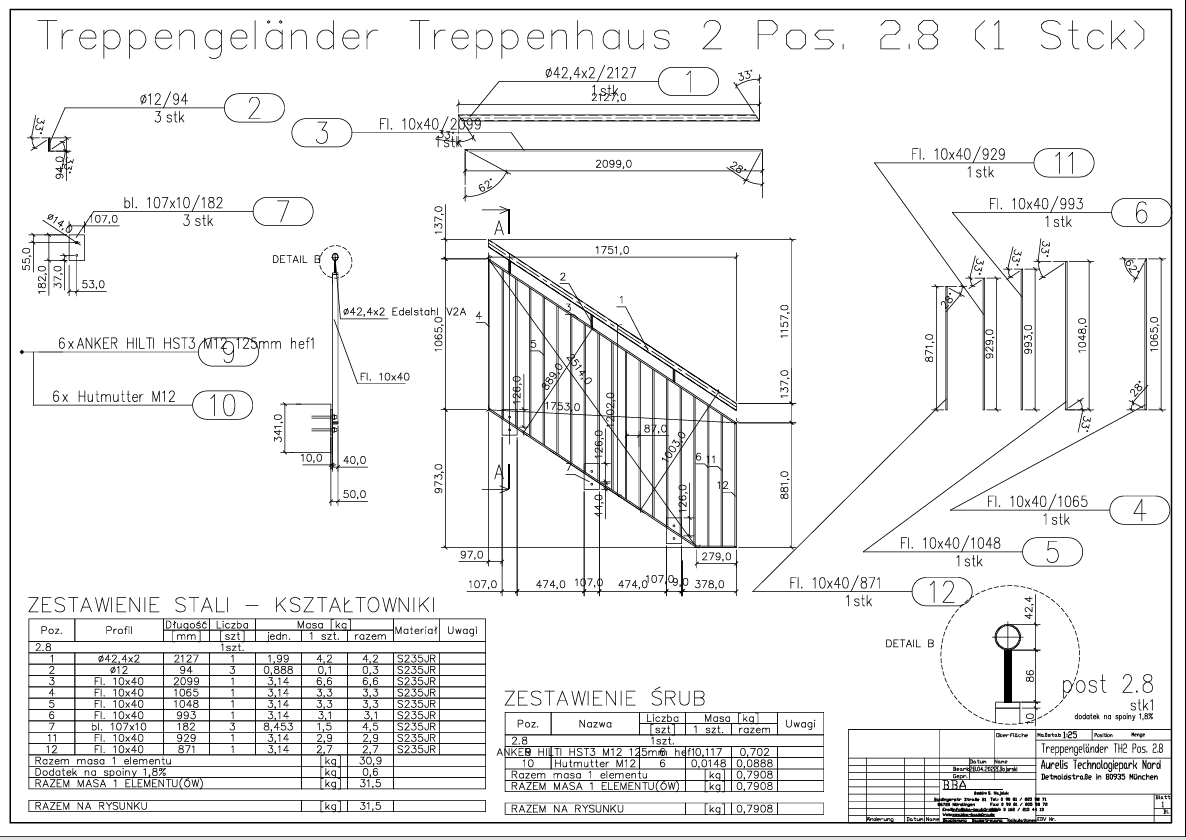 Treppengeländer Treppenhaus 2 Pos. 2.8 (1 Stck)
ø42,4x2/2127
1stk
1
33°
2127,0
ø12/94
3 stk
2
33°
94,0
33°
3
Fl. 10x40/2099
1stk
33°
2099,0
62°
28°
Fl. 10x40/929
1stk
11
Fl. 10x40/993
1stk
6
bl. 107x10/182
3 stk
7
ø14,0
107,0
55,0
182,0
37,0
53,0
DETAIL B
ø42,4x2 Edelstahl V2A
Fl. 10x40
6xANKER HILTI HST3 M12 125mm hef1
9
6x Hutmutter M12
10
341,0
10,0
40,0
50,0
A
137,0
1751,0
1065,0
973,0
1157,0
137,0
881,0
2
1
3
4
5
889,0
2514,0
126,0
1753,0
1202,0
126,0
87,0
1003,0
6
11
12
7
44,0
126,0
A
97,0
279,0
107,0
474,0
107,0
474,0
107,0
9,0
378,0
33°
33°
33°
62°
28°
871,0
929,0
993,0
1048,0
1065,0
28°
33°
Fl. 10x40/1065
1stk
4
Fl. 10x40/1048
1stk
5
Fl. 10x40/871
1stk
12
DETAIL B
42,4
86
10
post 2.8
stk1
dodatek na spoiny 1,8%
ZESTAWIENIE STALI – KSZTAŁTOWNIKI
Poz. Profil Długość [mm] Liczba [szt] Masa [kg] jedn. 1 szt. razem Materiał Uwagi
2.8 1szt.
1 ø42,4x2 2127 1 1,99 4,2 4,2 S235JR
2 ø12 94 3 0,888 0,1 0,3 S235JR
3 Fl. 10x40 2099 1 3,14 6,6 6,6 S235JR
4 Fl. 10x40 1065 1 3,14 3,3 3,3 S235JR
5 Fl. 10x40 1048 1 3,14 3,3 3,3 S235JR
6 Fl. 10x40 993 1 3,14 3,1 3,1 S235JR
7 bl. 107x10 182 3 8,453 1,5 4,5 S235JR
11 Fl. 10x40 929 1 3,14 2,9 2,9 S235JR
12 Fl. 10x40 871 1 3,14 2,7 2,7 S235JR
Razem masa 1 elementu [kg] 30,9
Dodatek na spoiny 1,8% [kg] 0,6
RAZEM MASA 1 ELEMENTU(ÓW) [kg] 31,5
RAZEM NA RYSUNKU [kg] 31,5
ZESTAWIENIE ŚRUB
Poz. Nazwa Liczba [szt] Masa [kg] 1 szt. razem Uwagi
2.8 1szt.
9 ANKER HILTI HST3 M12 125mm hef1 6 0,117 0,702
10 Hutmutter M12 6 0,0148 0,0888
Razem masa 1 elementu [kg] 0,7908
RAZEM MASA 1 ELEMENTU(ÓW) [kg] 0,7908
RAZEM NA RYSUNKU [kg] 0,7908
Oberfläche
Maßstab 1:25
Position
Menge
Treppengeländer TH2 Pos. 2.8
Datum Name
Bearb.
Gepr.
Aurelis Technologiepark Nord
Detmoldstraße in 80935 München
BBA
Blatt
1
Bl.
Änderung Datum Name
EDV Nr.